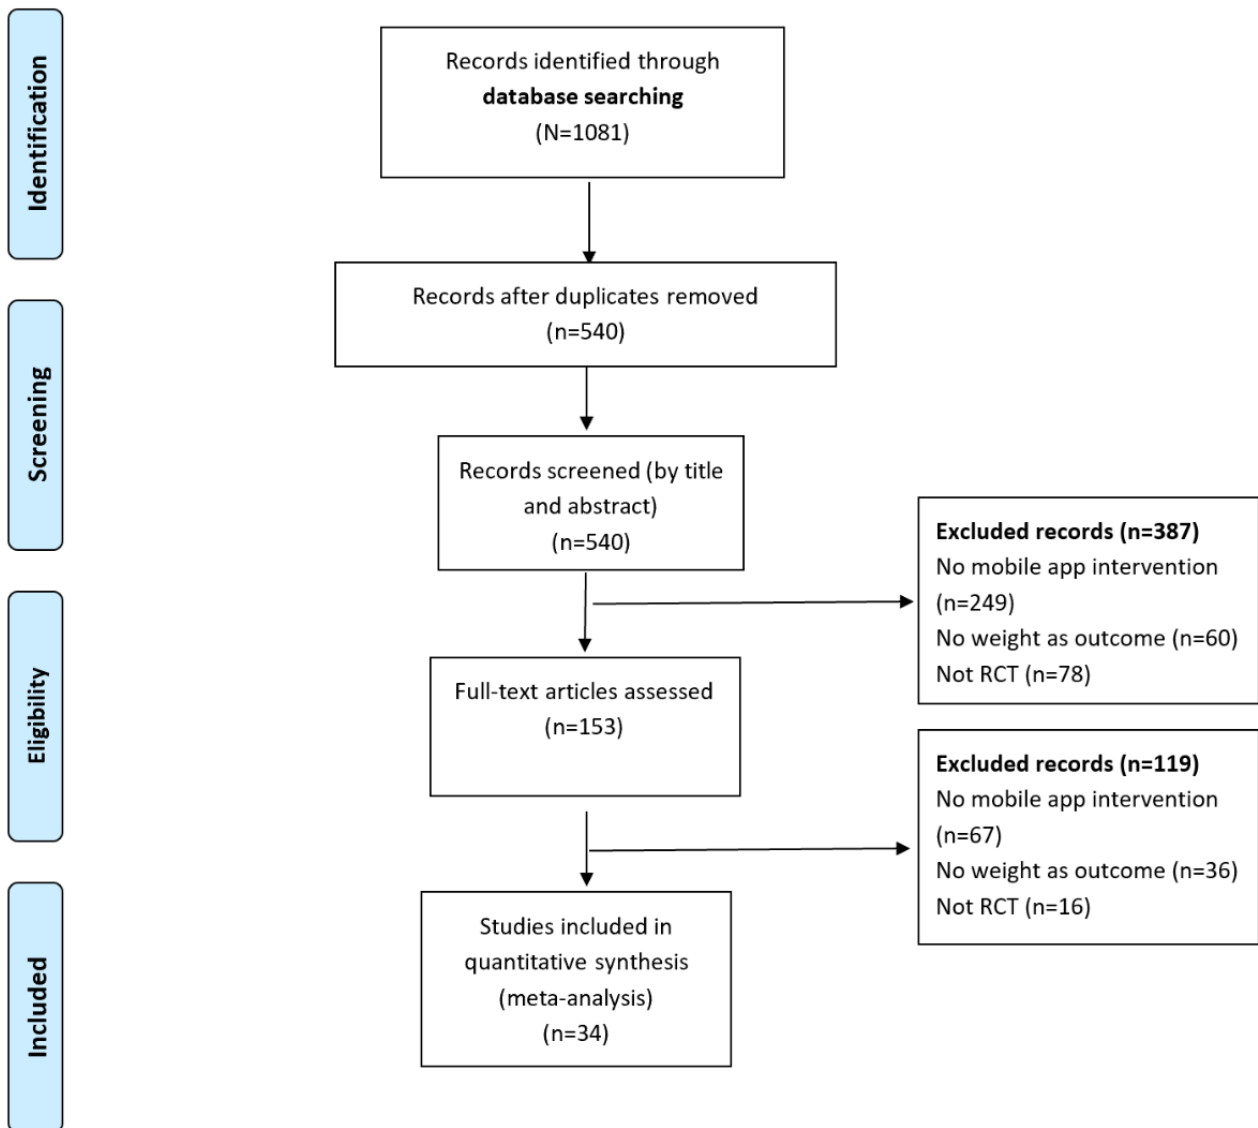 Identification
Records identified through
database searching
(N=1081)
Records after duplicates removed
(n=540)
Screening
Records screened (by title
and abstract)
(n=540)
Excluded records (n=387)
No mobile app intervention
(n=249)
No weight as outcome (n=60)
Not RCT (n=78)
Eligibility
Full-text articles assessed
(n=153)
Excluded records (n=119)
No mobile app intervention
(n=67)
No weight as outcome (n=36)
Not RCT (n=16)
Included
Studies included in
quantitative synthesis
(meta-analysis)
(n=34)